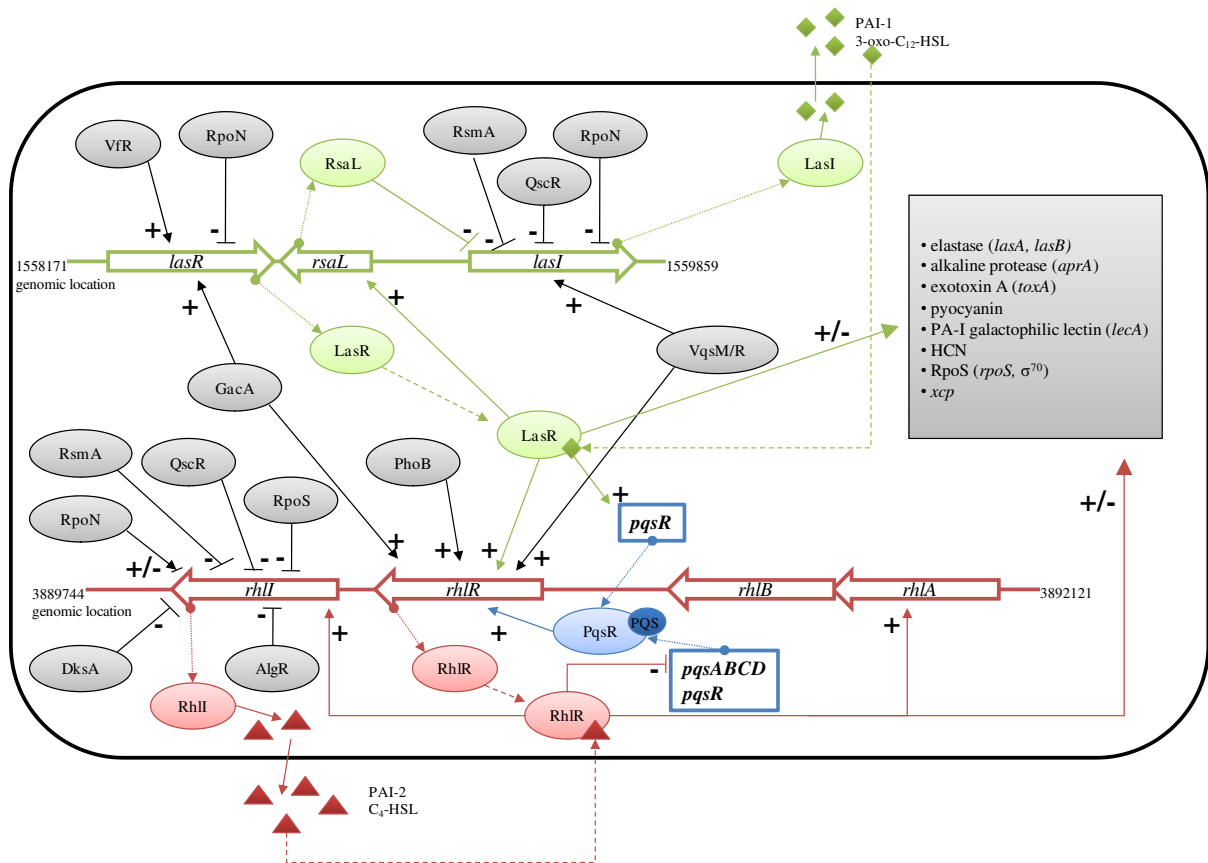 PAI-1
3-oxo-C₁₂-HSL
VfR
RpoN
RsaL
RsmA
QscR
RpoN
LasI
+
-
-
-
-
-
1558171
genomic location
lasR
rsaL
lasI
1559859
+
+
+
+/-
• elastase (lasA, lasB)
• alkaline protease (aprA)
• exotoxin A (toxA)
• pyocyanin
• PA-I galactophilic lectin (lecA)
• HCN
• RpoS (rpoS, σ⁷⁰)
• xcp
LasR
VqsM/R
GacA
LasR
RsmA
QscR
RpoS
PhoB
RpoN
+
pqsR
+/-
+/-
-
-
-
+
+
+
+
3889744
genomic location
rhlI
rhlR
rhlB
rhlA
3892121
-
-
+
+
+
PqsR
PQS
DksA
AlgR
RhlR
-
pqsABCD
pqsR
RhlI
RhlR
PAI-2
C₄-HSL